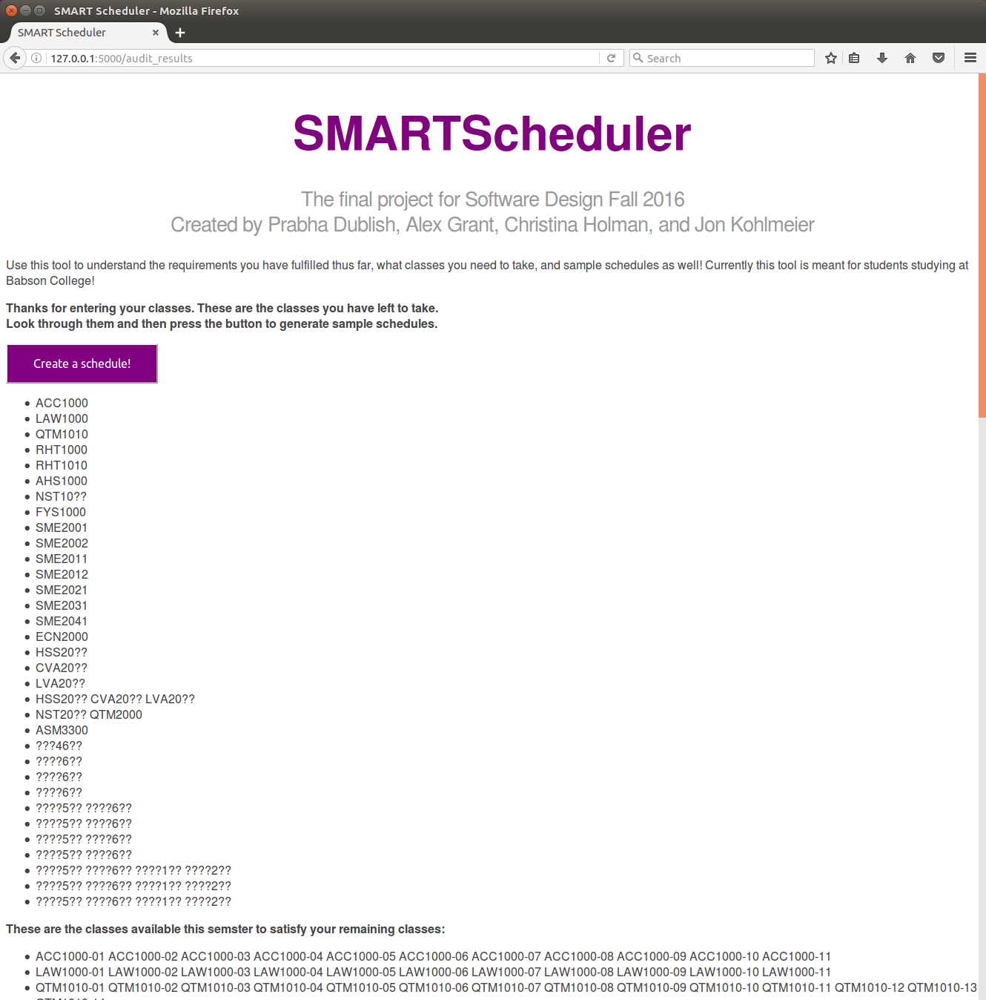 SMART Scheduler - Mozilla Firefox
SMART Scheduler
127.0.0.1:5000/audit_results
Search
SMARTScheduler
The final project for Software Design Fall 2016
Created by Prabha Dublish, Alex Grant, Christina Holman, and Jon Kohlmeier
Use this tool to understand the requirements you have fulfilled thus far, what classes you need to take, and sample schedules as well! Currently this tool is meant for students studying at
Babson College!
Thanks for entering your classes. These are the classes you have left to take.
Look through them and then press the button to generate sample schedules.
Create a schedule!
ACC1000
LAW1000
QTM1010
RHT1000
RHT1010
AHS1000
NST10??
FYS1000
SME2001
SME2002
SME2011
SME2012
SME2021
SME2031
SME2041
ECN2000
HSS20??
CVA20??
LVA20??
HSS20?? CVA20?? LVA20??
NST20?? QTM2000
ASM3300
???46??
????6??
????6??
????6??
????5?? ????6??
????5?? ????6??
????5?? ????6??
????5?? ????6??
????5?? ????6?? ????1?? ????2??
????5?? ????6?? ????1?? ????2??
????5?? ????6?? ????1?? ????2??
These are the classes available this semster to satisfy your remaining classes:
ACC1000-01 ACC1000-02 ACC1000-03 ACC1000-04 ACC1000-05 ACC1000-06 ACC1000-07 ACC1000-08 ACC1000-09 ACC1000-10 ACC1000-11
LAW1000-01 LAW1000-02 LAW1000-03 LAW1000-04 LAW1000-05 LAW1000-06 LAW1000-07 LAW1000-08 LAW1000-09 LAW1000-10 LAW1000-11
QTM1010-01 QTM1010-02 QTM1010-03 QTM1010-04 QTM1010-05 QTM1010-06 QTM1010-07 QTM1010-08 QTM1010-09 QTM1010-10 QTM1010-11 QTM1010-12 QTM1010-13